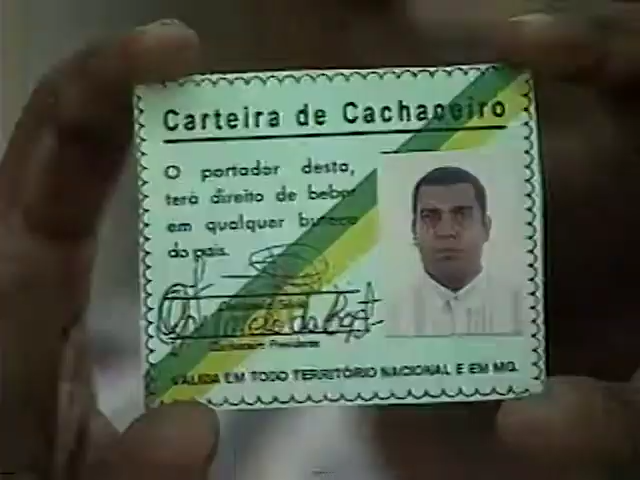 Carteira de Cachaceiro
O portador desta,
terá direito de beber
em qualquer buteco
do país.
VÁLIDA EM TODO TERRITÓRIO NACIONAL E EM MG.